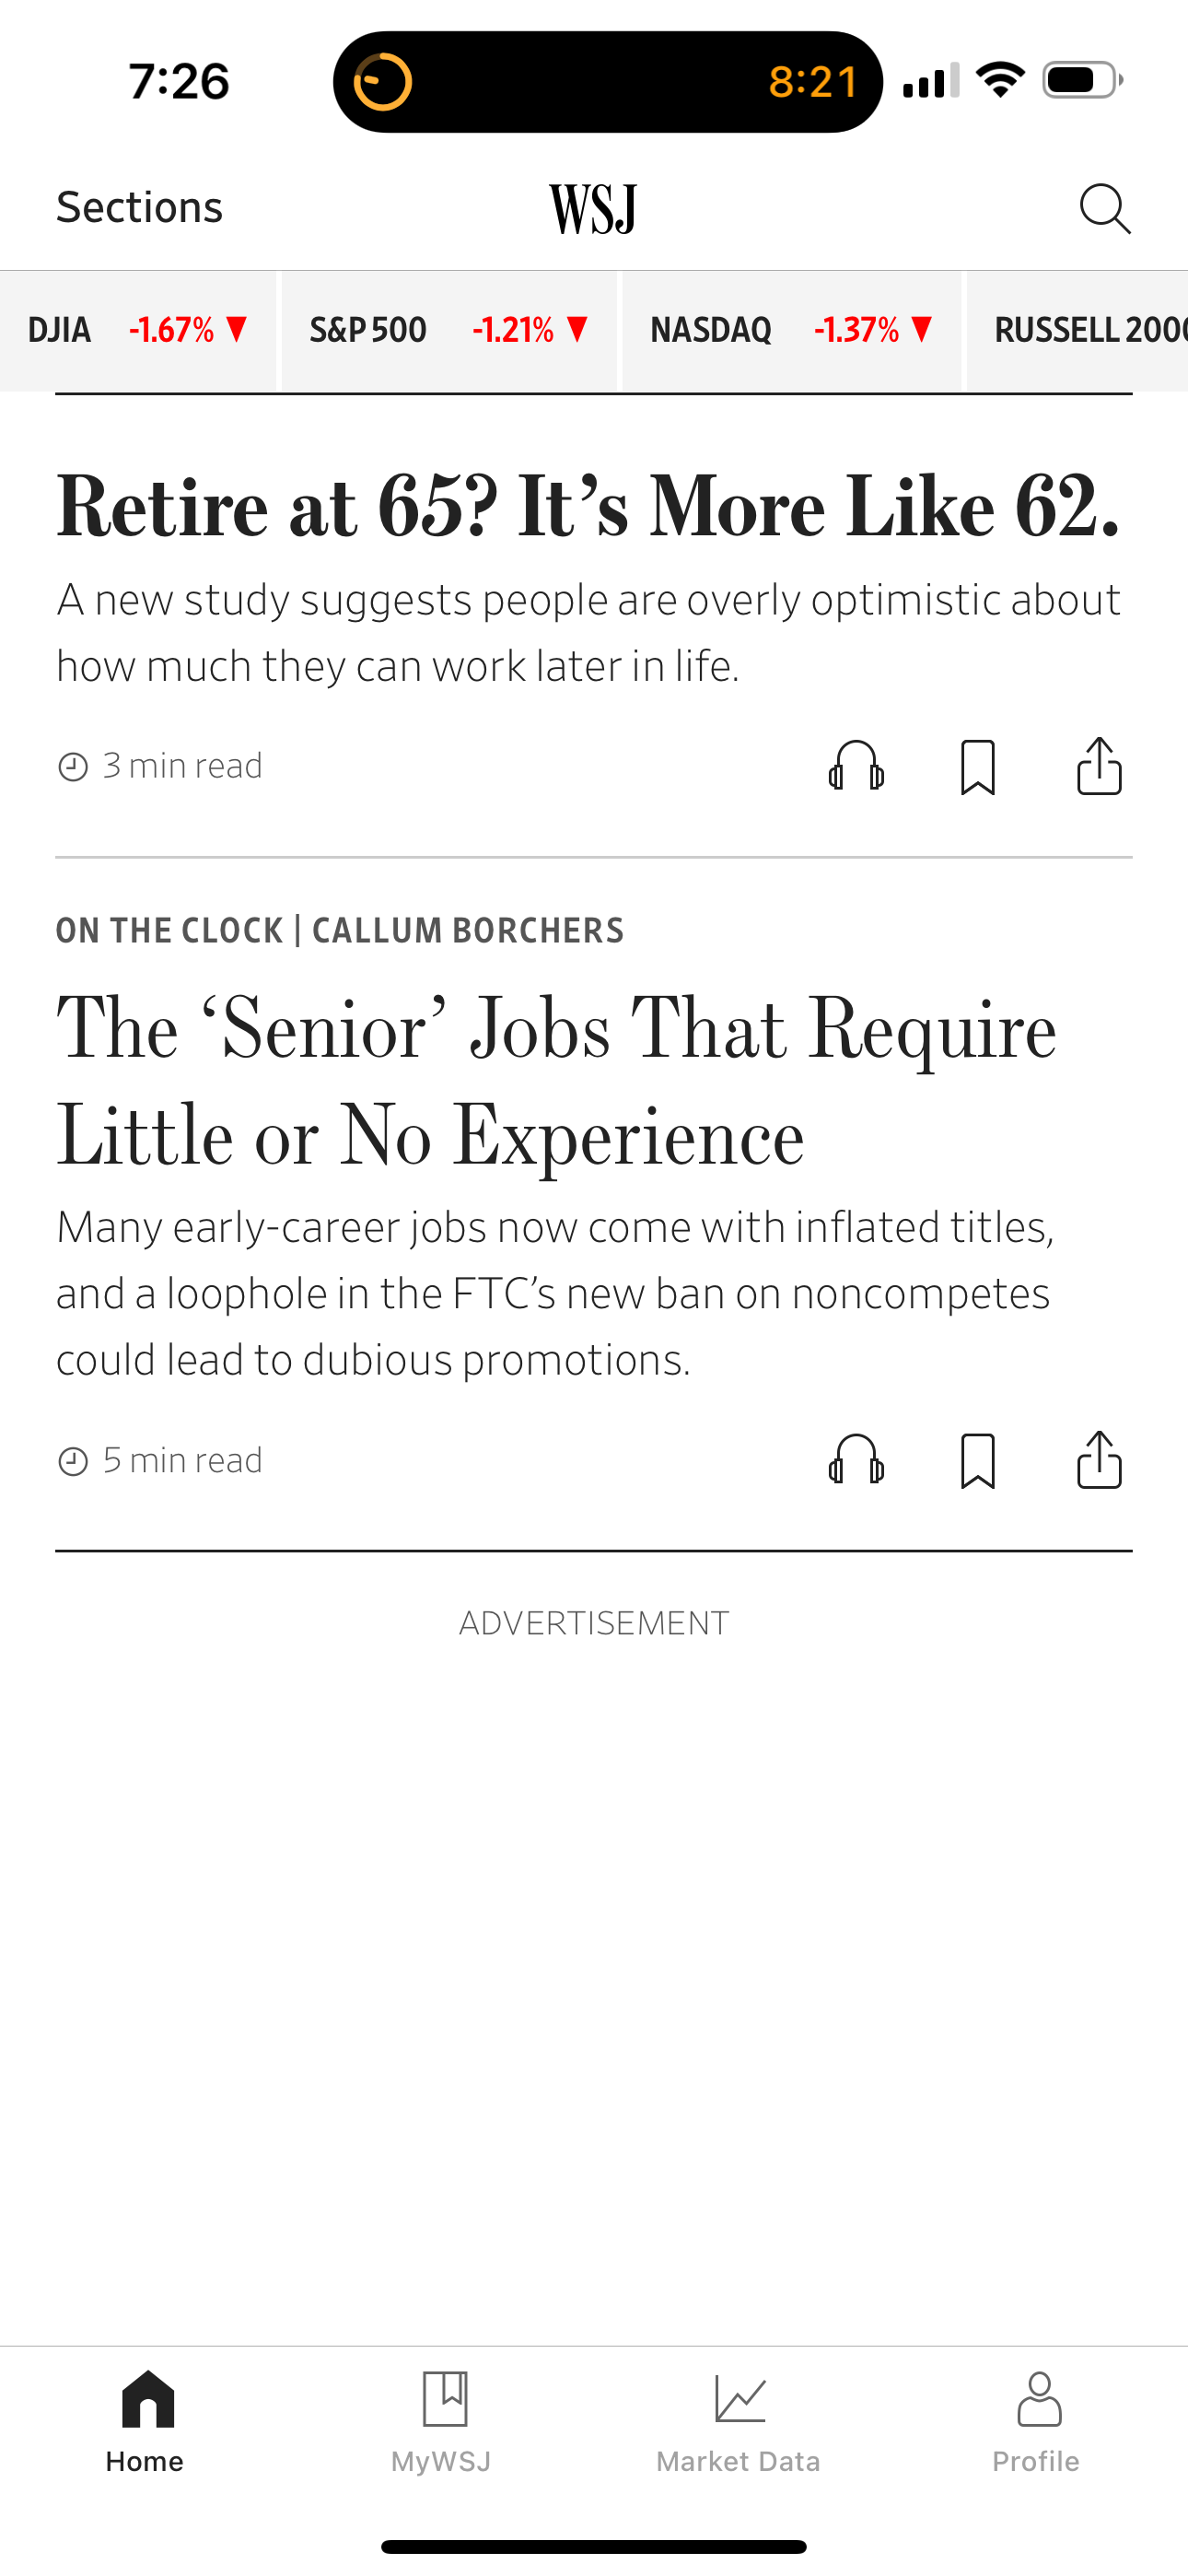 7:26
8:21
Sections
WSJ
DJIA -1.67% ▼ S&P 500 -1.21% ▼ NASDAQ -1.37% ▼ RUSSELL 200
Retire at 65? It’s More Like 62.
A new study suggests people are overly optimistic about
how much they can work later in life.
3 min read
ON THE CLOCK | CALLUM BORCHERS
The ‘Senior’ Jobs That Require
Little or No Experience
Many early-career jobs now come with inflated titles,
and a loophole in the FTC’s new ban on noncompetes
could lead to dubious promotions.
5 min read
ADVERTISEMENT
Home
MyWSJ
Market Data
Profile